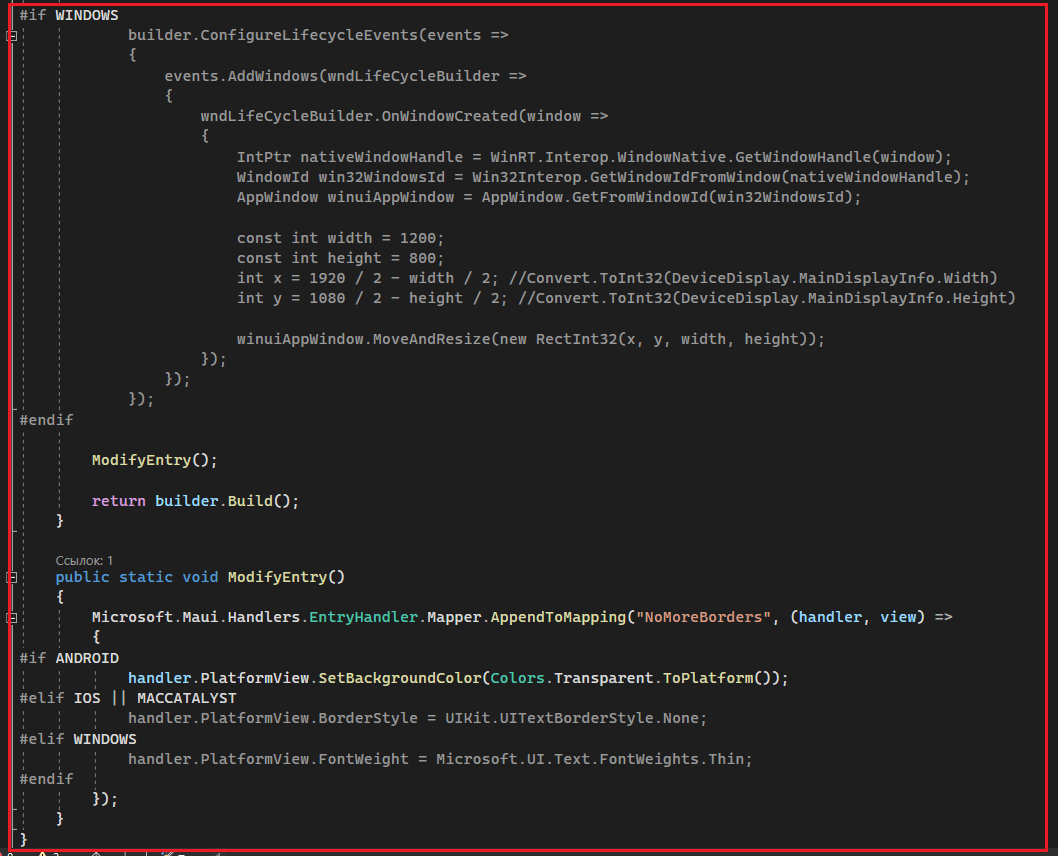 #if WINDOWS
builder.ConfigureLifecycleEvents(events =>
{
events.AddWindows(wndLifeCycleBuilder =>
{
wndLifeCycleBuilder.OnWindowCreated(window =>
{
IntPtr nativeWindowHandle = WinRT.Interop.WindowNative.GetWindowHandle(window);
WindowId win32WindowsId = Win32Interop.GetWindowIdFromWindow(nativeWindowHandle);
AppWindow winuiAppWindow = AppWindow.GetFromWindowId(win32WindowsId);
const int width = 1200;
const int height = 800;
int x = 1920 / 2 - width / 2; //Convert.ToInt32(DeviceDisplay.MainDisplayInfo.Width)
int y = 1080 / 2 - height / 2; //Convert.ToInt32(DeviceDisplay.MainDisplayInfo.Height)
winuiAppWindow.MoveAndResize(new RectInt32(x, y, width, height));
});
});
});
#endif
ModifyEntry();
return builder.Build();
}
Ссылок: 1
public static void ModifyEntry()
{
Microsoft.Maui.Handlers.EntryHandler.Mapper.AppendToMapping("NoMoreBorders", (handler, view) =>
{
#if ANDROID
handler.PlatformView.SetBackgroundColor(Colors.Transparent.ToPlatform());
#elif IOS || MACCATALYST
handler.PlatformView.BorderStyle = UIKit.UITextBorderStyle.None;
#elif WINDOWS
handler.PlatformView.FontWeight = Microsoft.UI.Text.FontWeights.Thin;
#endif
});
}
}